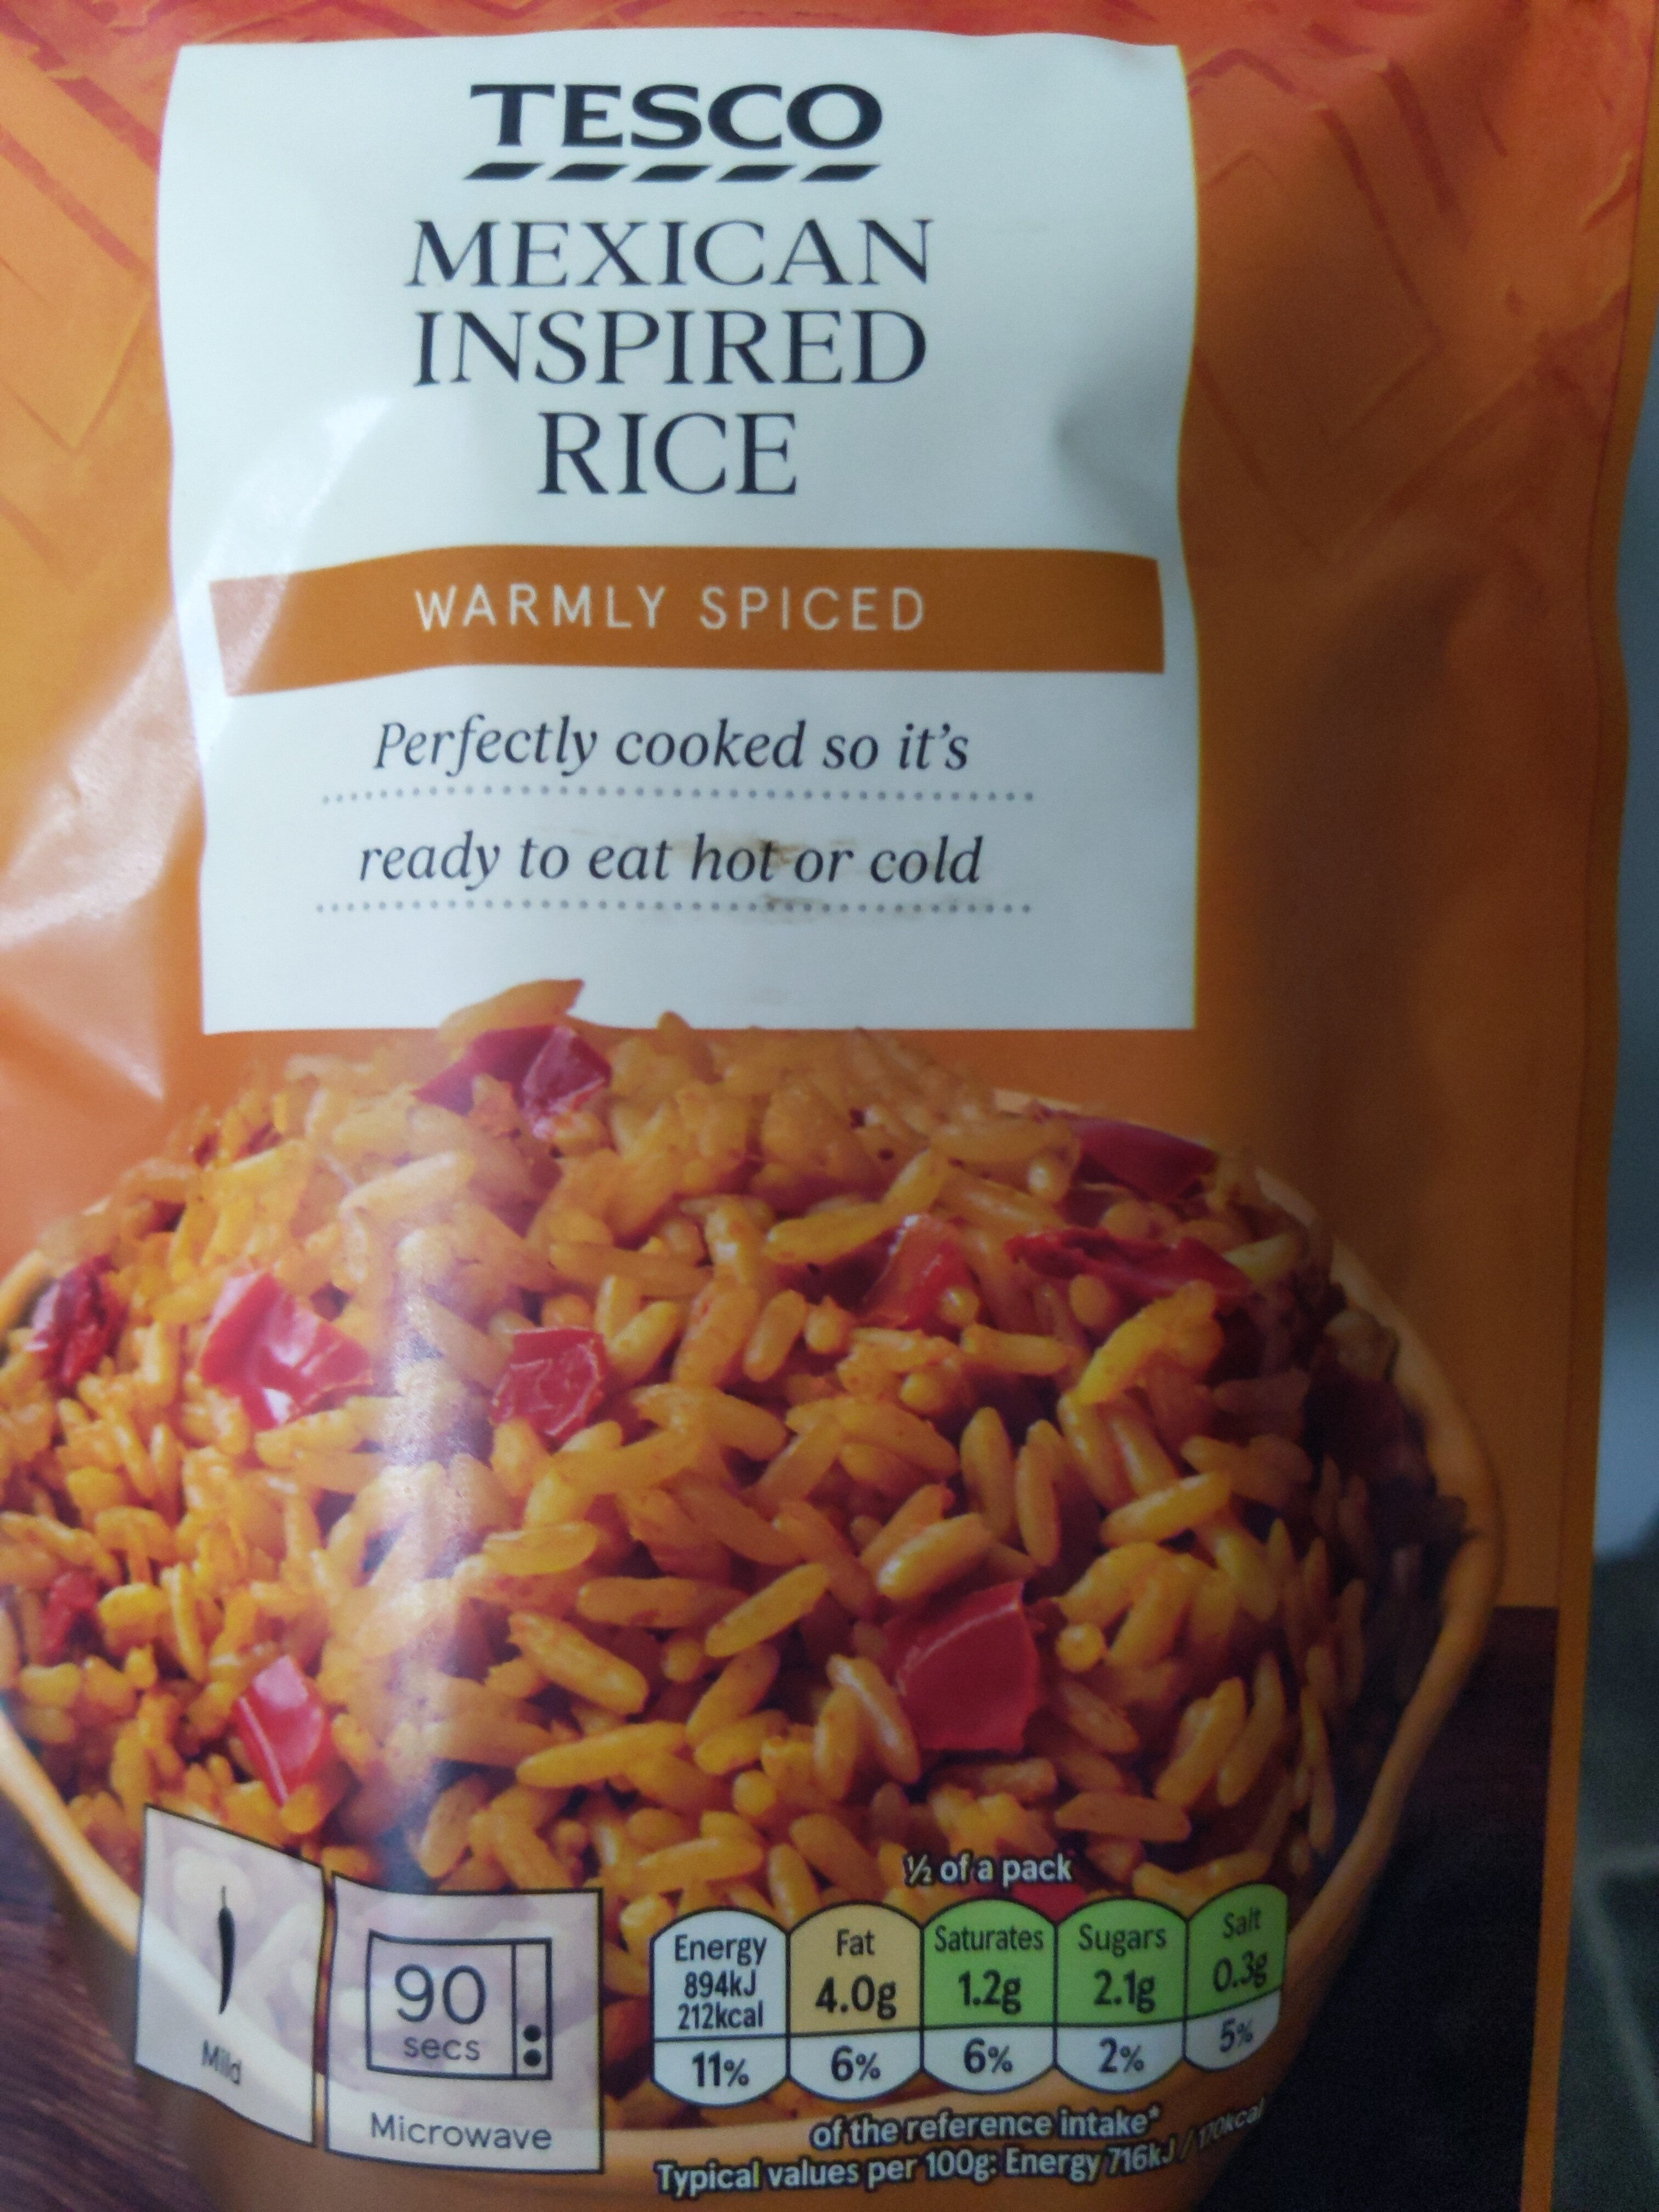 TESCO
MEXICAN
INSPIRED
RICE
WARMLY SPICED
Perfectly cooked so it's
ready to eat hot or cold
Mild
90
secs
Microwave
½ of a pack
Energy
894kJ
212kcal
11%
Fat
4.0g
6%
Saturates
1.2g
6%
Sugars
2.1g
2%
Salt
0.3g
5%
of the reference intake*
Typical values per 100g: Energy 716kJ / 170kcal